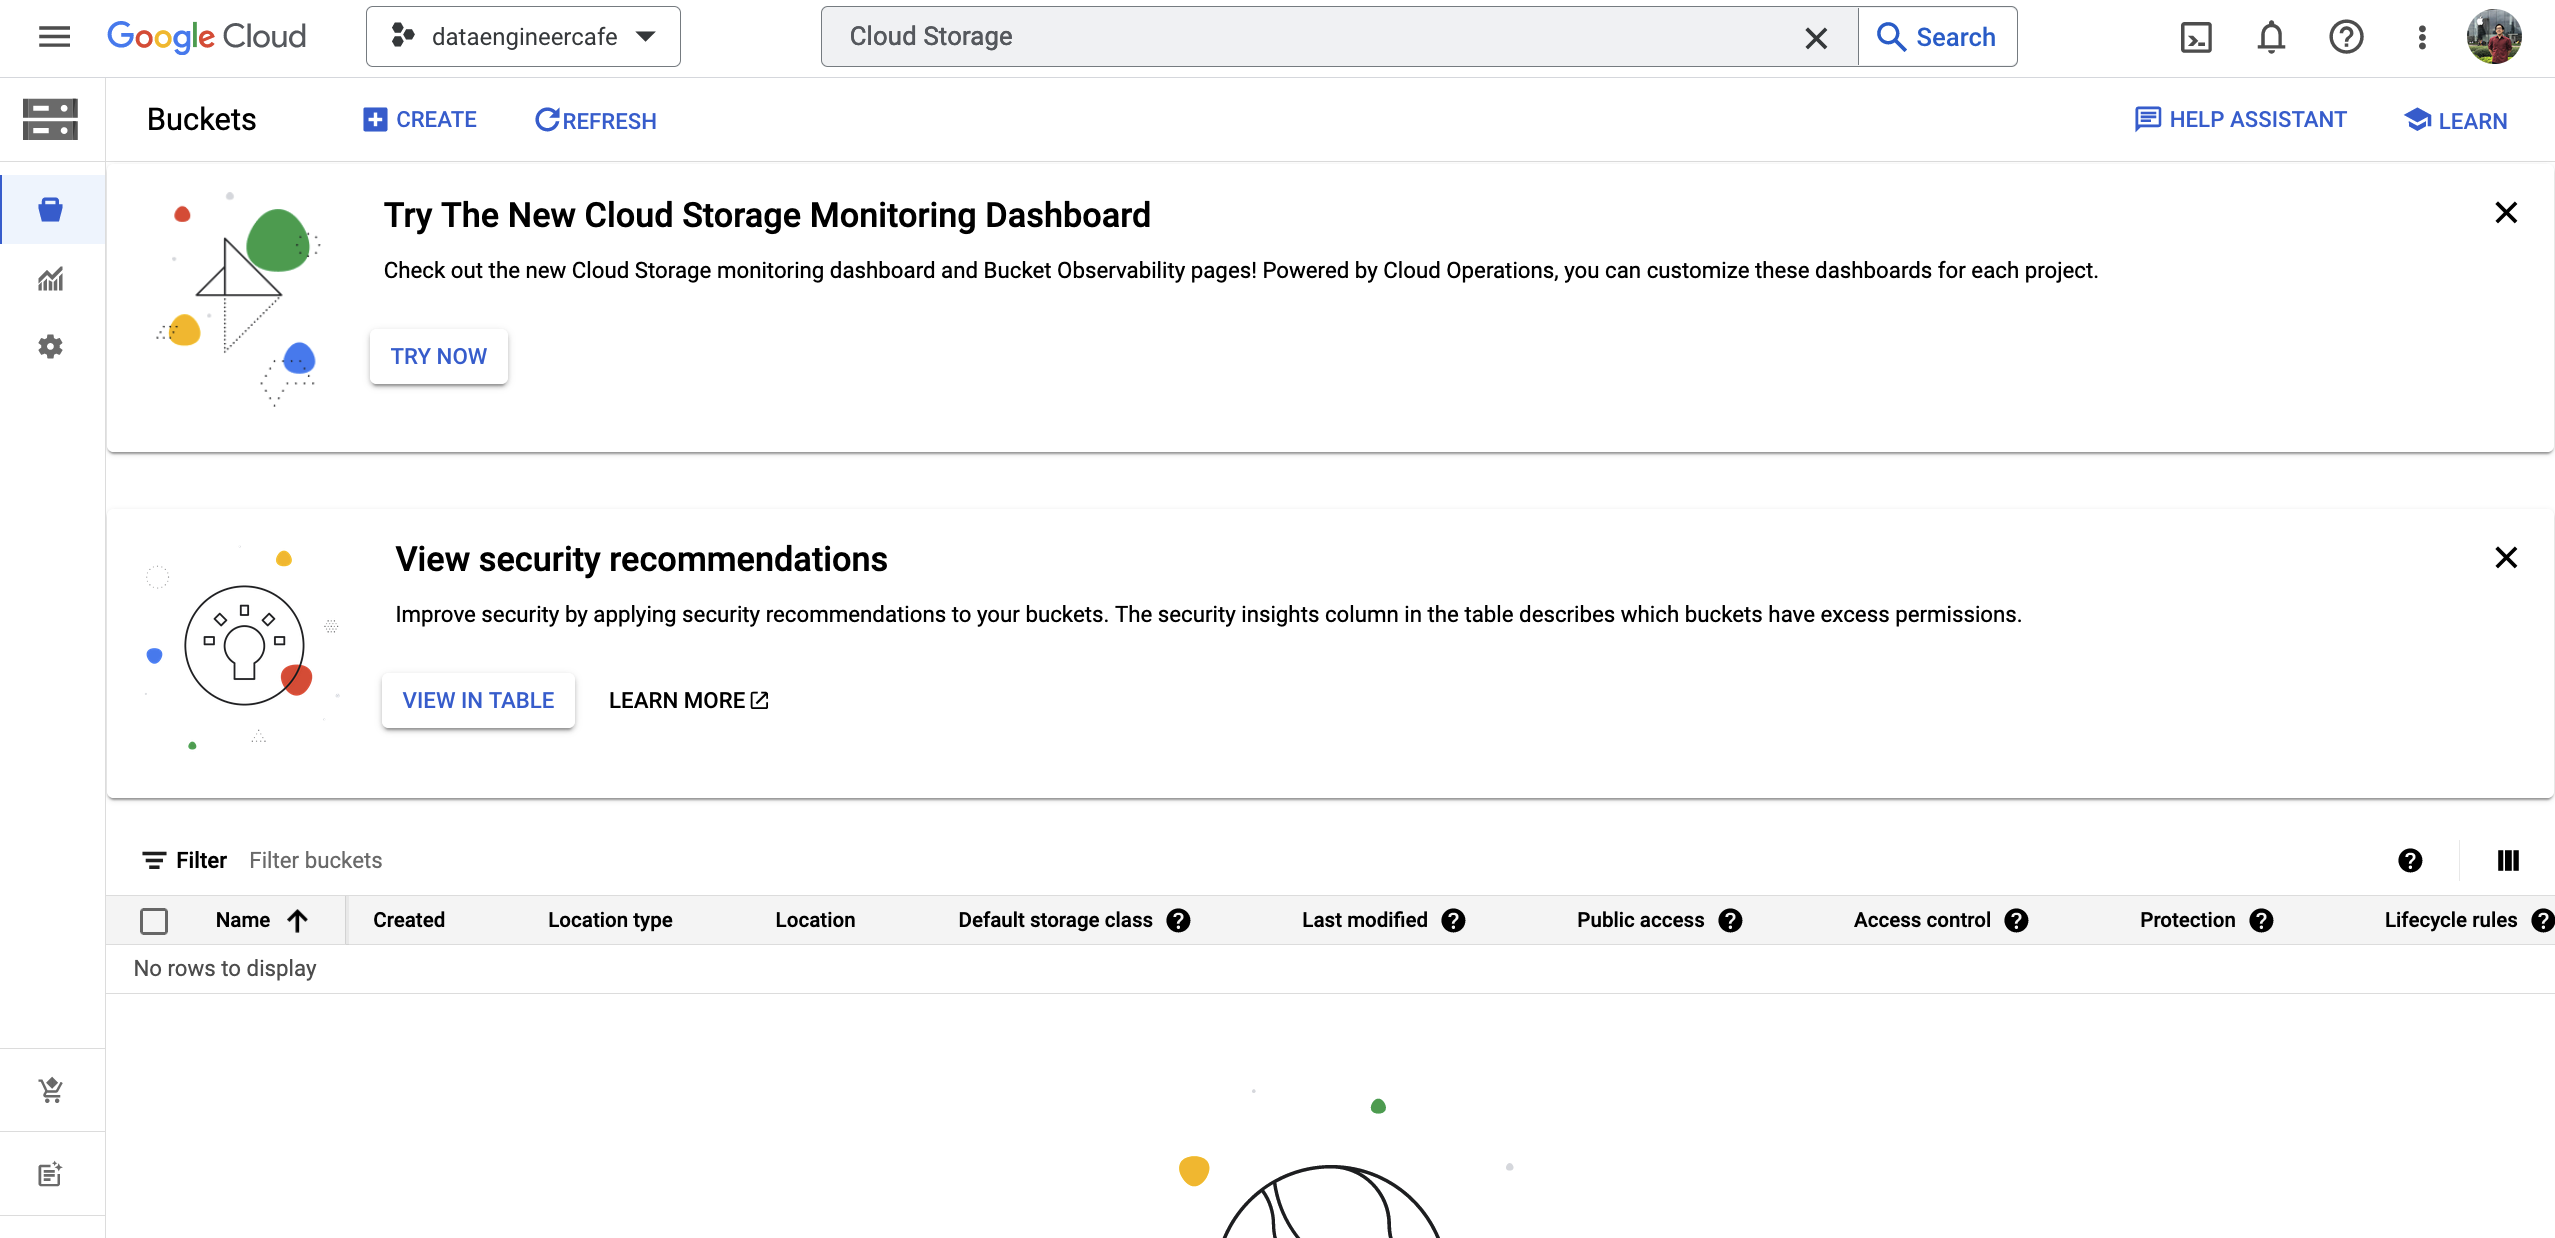 Google Cloud
dataengineercafe
Cloud Storage
Search
Buckets
CREATE
REFRESH
HELP ASSISTANT
LEARN
Try The New Cloud Storage Monitoring Dashboard
Check out the new Cloud Storage monitoring dashboard and Bucket Observability pages! Powered by Cloud Operations, you can customize these dashboards for each project.
TRY NOW
View security recommendations
Improve security by applying security recommendations to your buckets. The security insights column in the table describes which buckets have excess permissions.
VIEW IN TABLE LEARN MORE
Filter Filter buckets
Name Created Location type Location Default storage class Last modified Public access Access control Protection Lifecycle rules
No rows to display